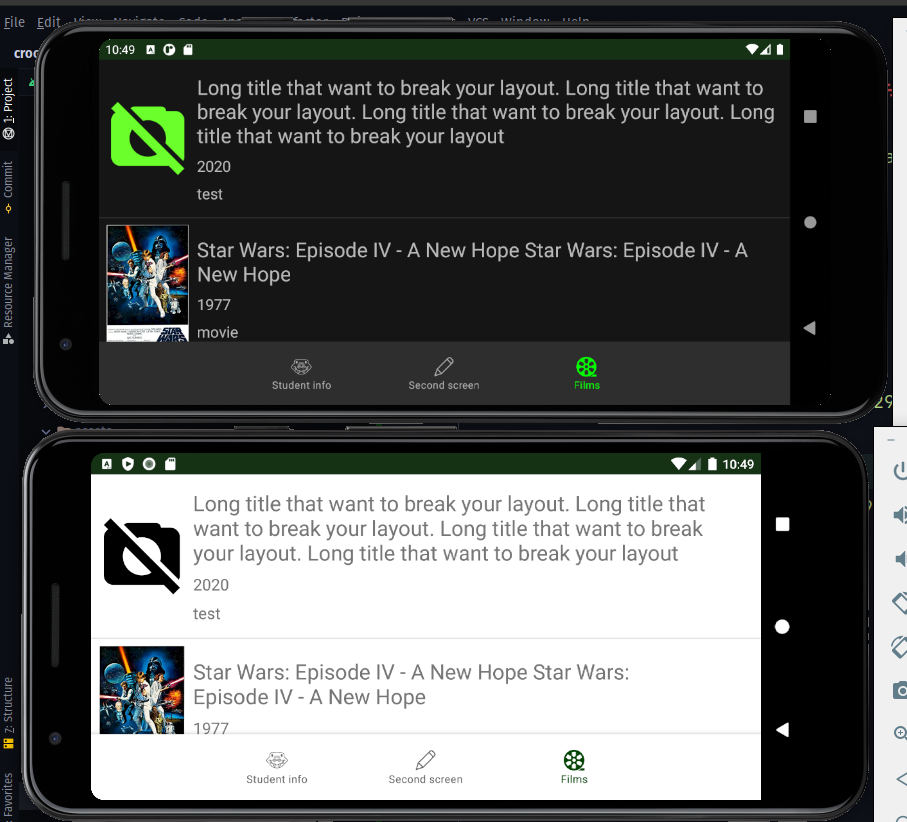 File Edit View Navigate Code VCS Window Help
croc
1: Project
Commit
Resource Manager
Z: Structure
Favorites
10:49
Long title that want to break your layout. Long title that want to
break your layout. Long title that want to break your layout. Long
title that want to break your layout
2020
test
Star Wars: Episode IV - A New Hope Star Wars: Episode IV - A
New Hope
1977
movie
STAR
WARS
Student info
Second screen
Films
29
10:49
Long title that want to break your layout. Long title that
want to break your layout. Long title that want to break
your layout. Long title that want to break your layout
2020
test
Star Wars: Episode IV - A New Hope Star Wars:
Episode IV - A New Hope
1977
Student info
Second screen
Films